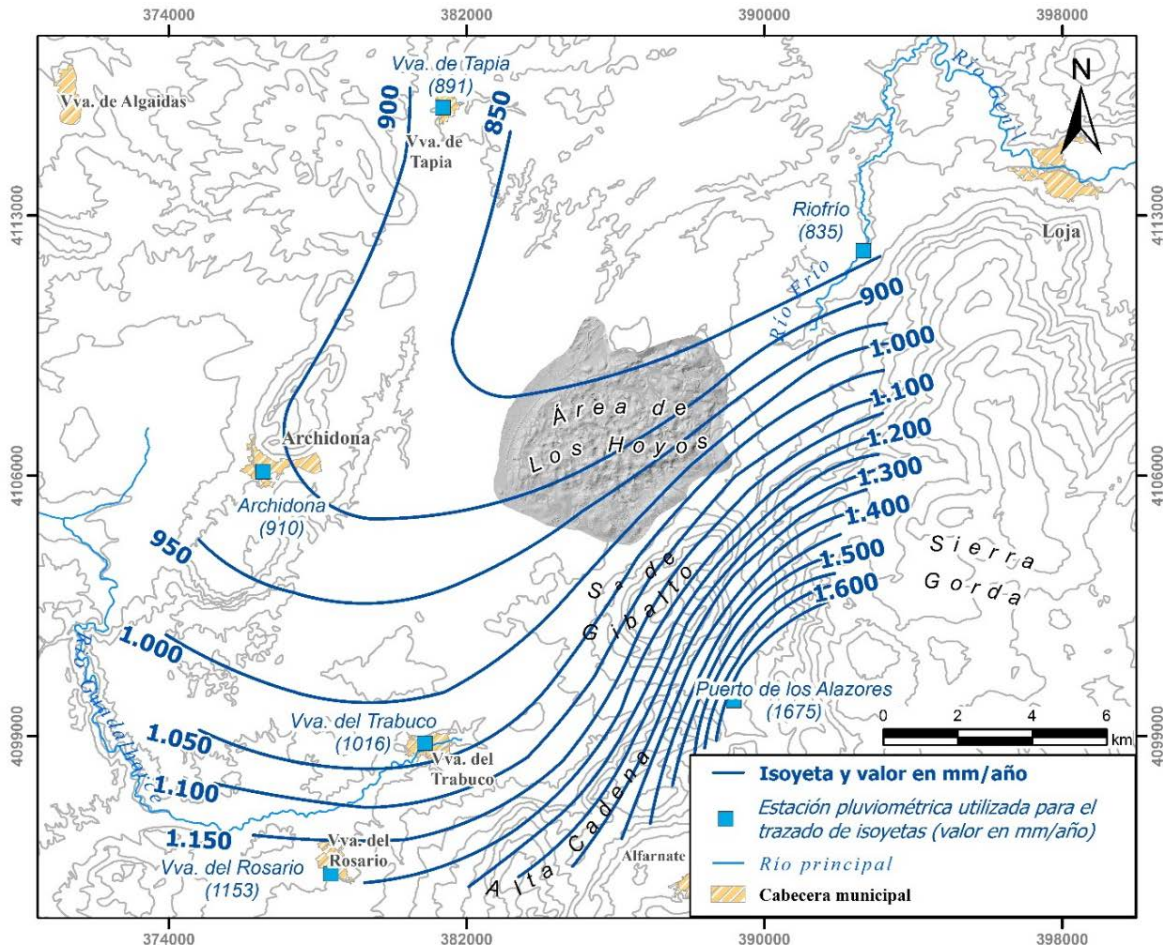 374000
382000
390000
398000
Vva. de Tapia
(891)
Vva. de Algaidas
900
850
Vva. de
Tapia
Río Genil
N
4113000
4113000
Riofrío
(835)
Loja
Río Frío
900
1.000
1.100
1.200
1.300
1.400
1.500
1.600
Área de
Los Hoyos
Archidona
4106000
4106000
Archidona
(910)
950
Sierra
Gorda
Sª de
Gibalto
1.000
Río Guadalhorce
Puerto de los Alazores
(1675)
Vva. del Trabuco
(1016)
0 2 4 6
km
4099000
4099000
1.050
Vva. del
Trabuco
1.100
Alta Cadena
1.150
Vva. del
Rosario
Vva. del Rosario
(1153)
Alfarnate
Isoyeta y valor en mm/año
Estación pluviométrica utilizada para el
trazado de isoyetas (valor en mm/año)
Río principal
Cabecera municipal
374000
382000
390000
398000